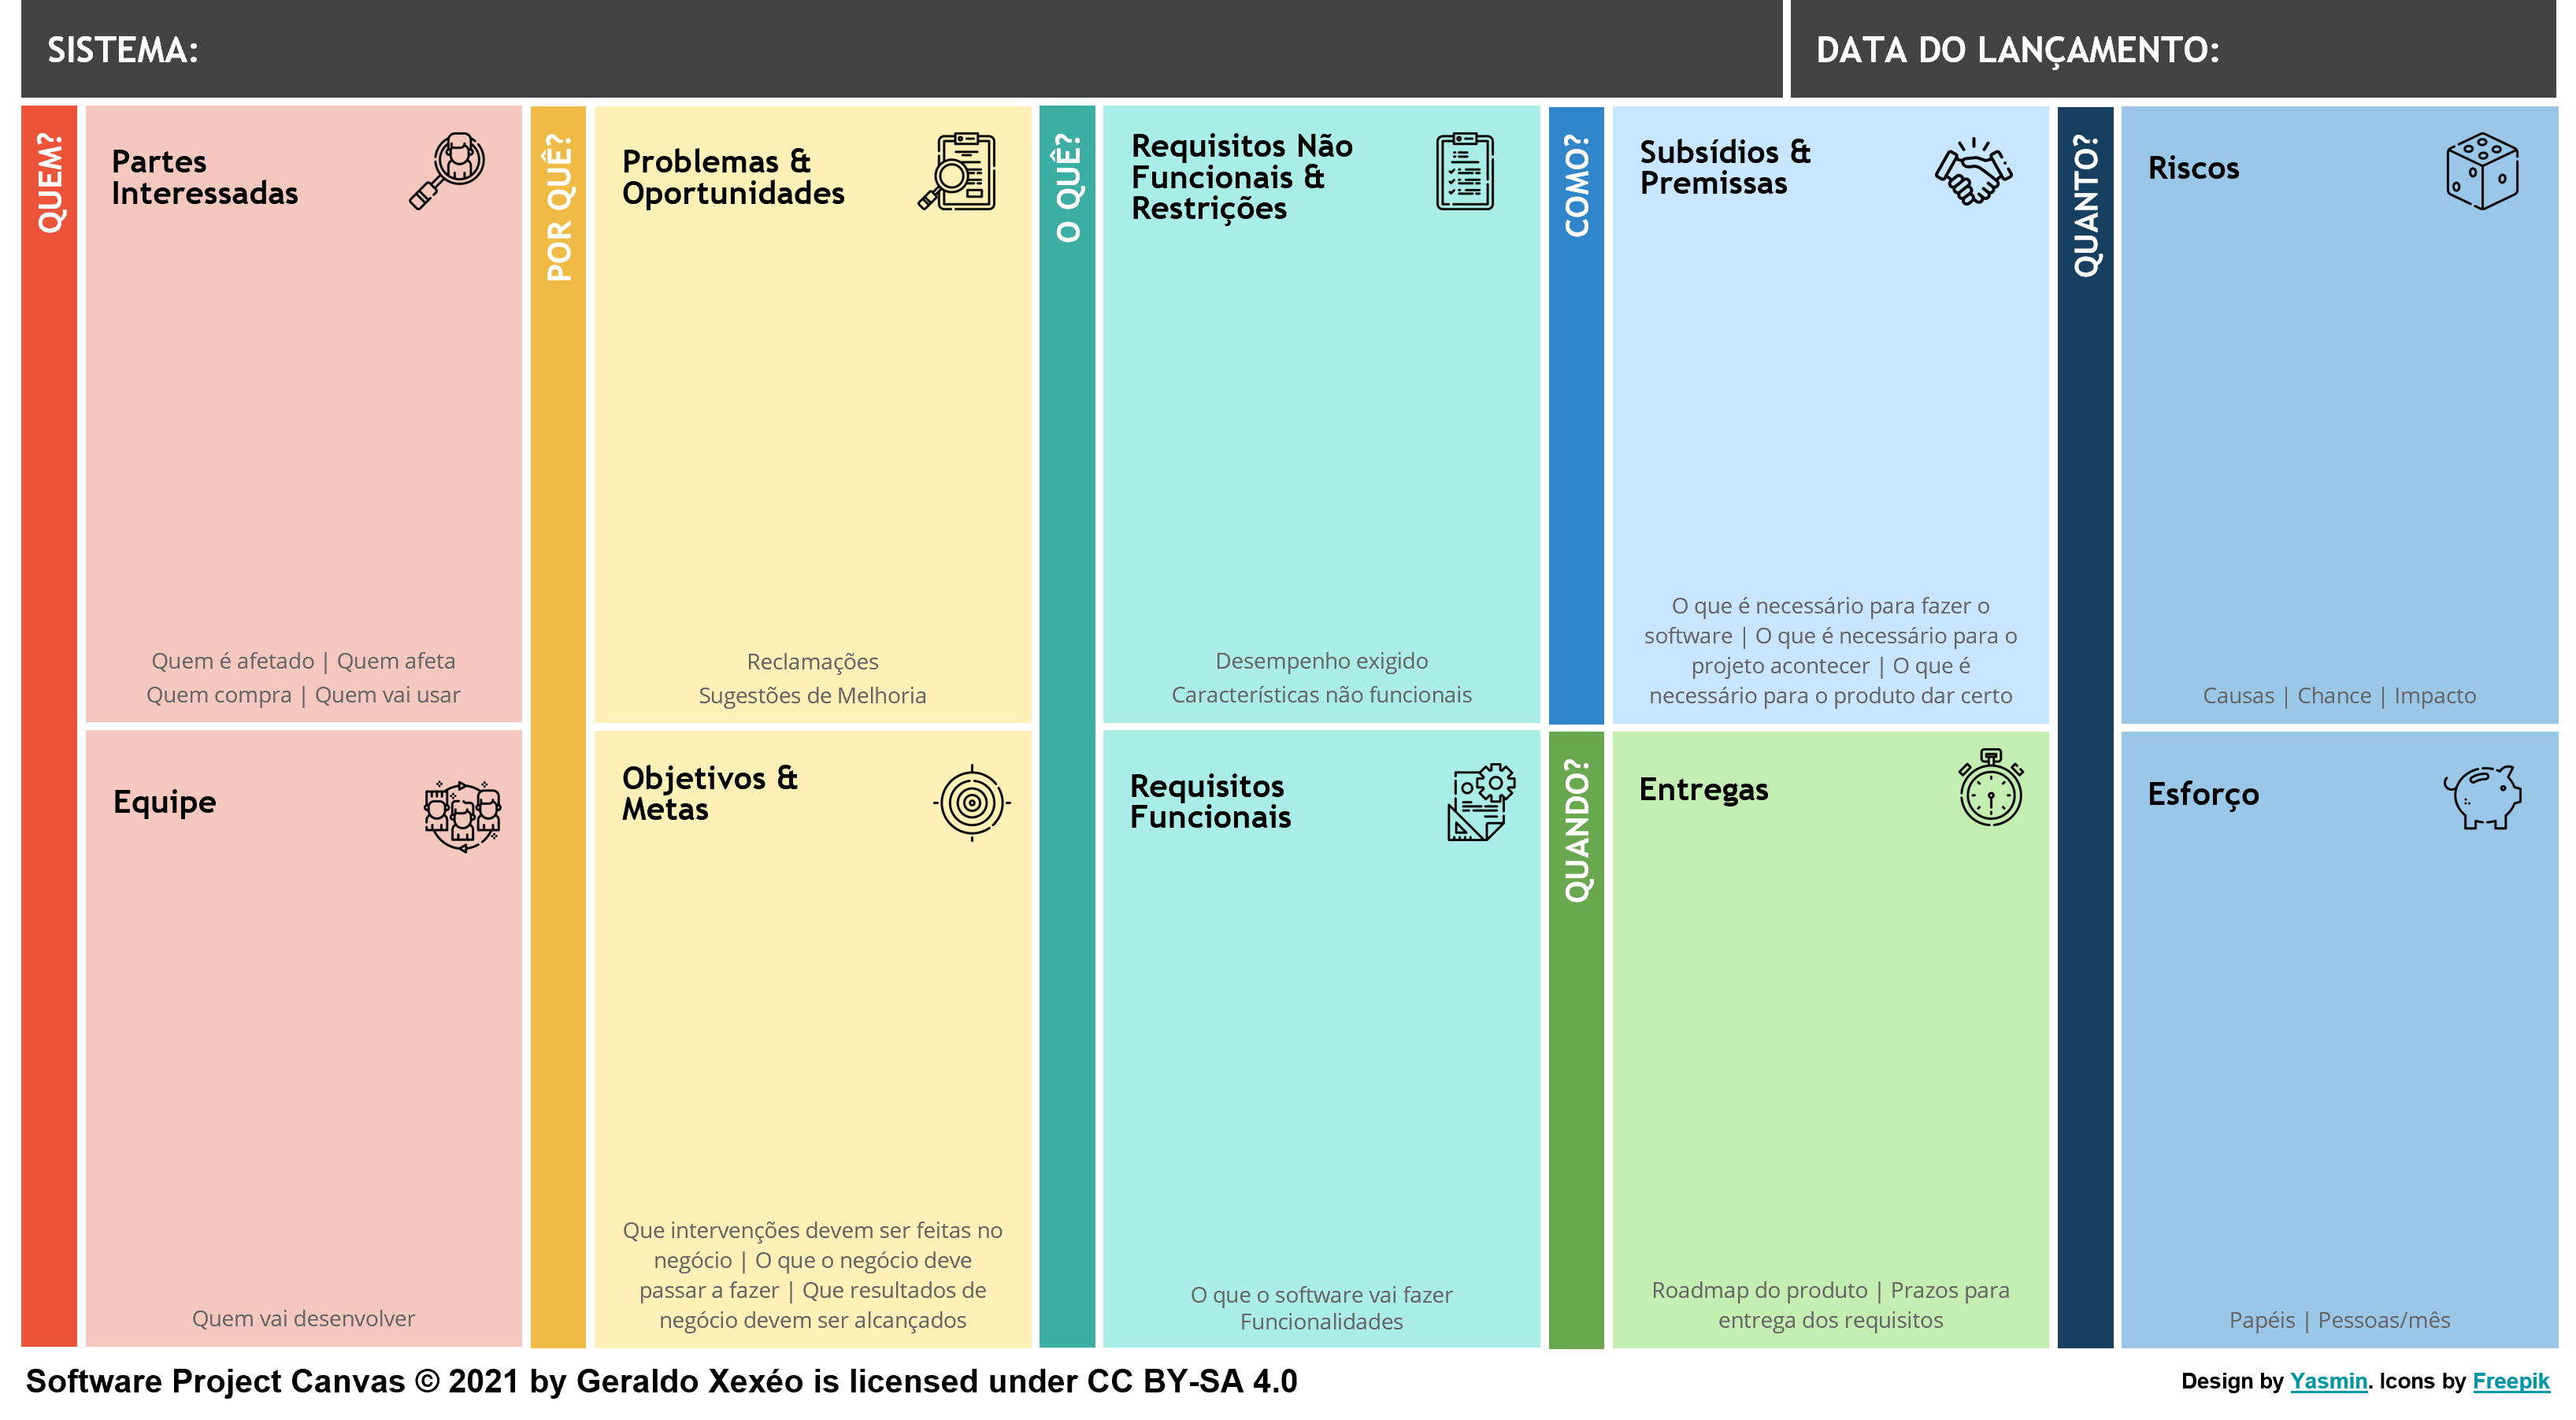 SISTEMA:
DATA DO LANÇAMENTO:
QUEM?
Partes
Interessadas
Quem é afetado | Quem afeta
Quem compra | Quem vai usar
Equipe
Quem vai desenvolver
POR QUÊ?
Problemas &
Oportunidades
Reclamações
Sugestões de Melhoria
Objetivos &
Metas
Que intervenções devem ser feitas no
negócio | O que o negócio deve
passar a fazer | Que resultados de
negócio devem ser alcançados
O QUÊ?
Requisitos Não
Funcionais &
Restrições
Desempenho exigido
Características não funcionais
Requisitos
Funcionais
O que o software vai fazer
Funcionalidades
COMO?
Subsídios &
Premissas
O que é necessário para fazer o
software | O que é necessário para o
projeto acontecer | O que é
necessário para o produto dar certo
QUANDO?
Entregas
Roadmap do produto | Prazos para
entrega dos requisitos
QUANTO?
Riscos
Causas | Chance | Impacto
Esforço
Papéis | Pessoas/mês
Software Project Canvas © 2021 by Geraldo Xexéo is licensed under CC BY-SA 4.0
Design by Yasmin. Icons by Freepik